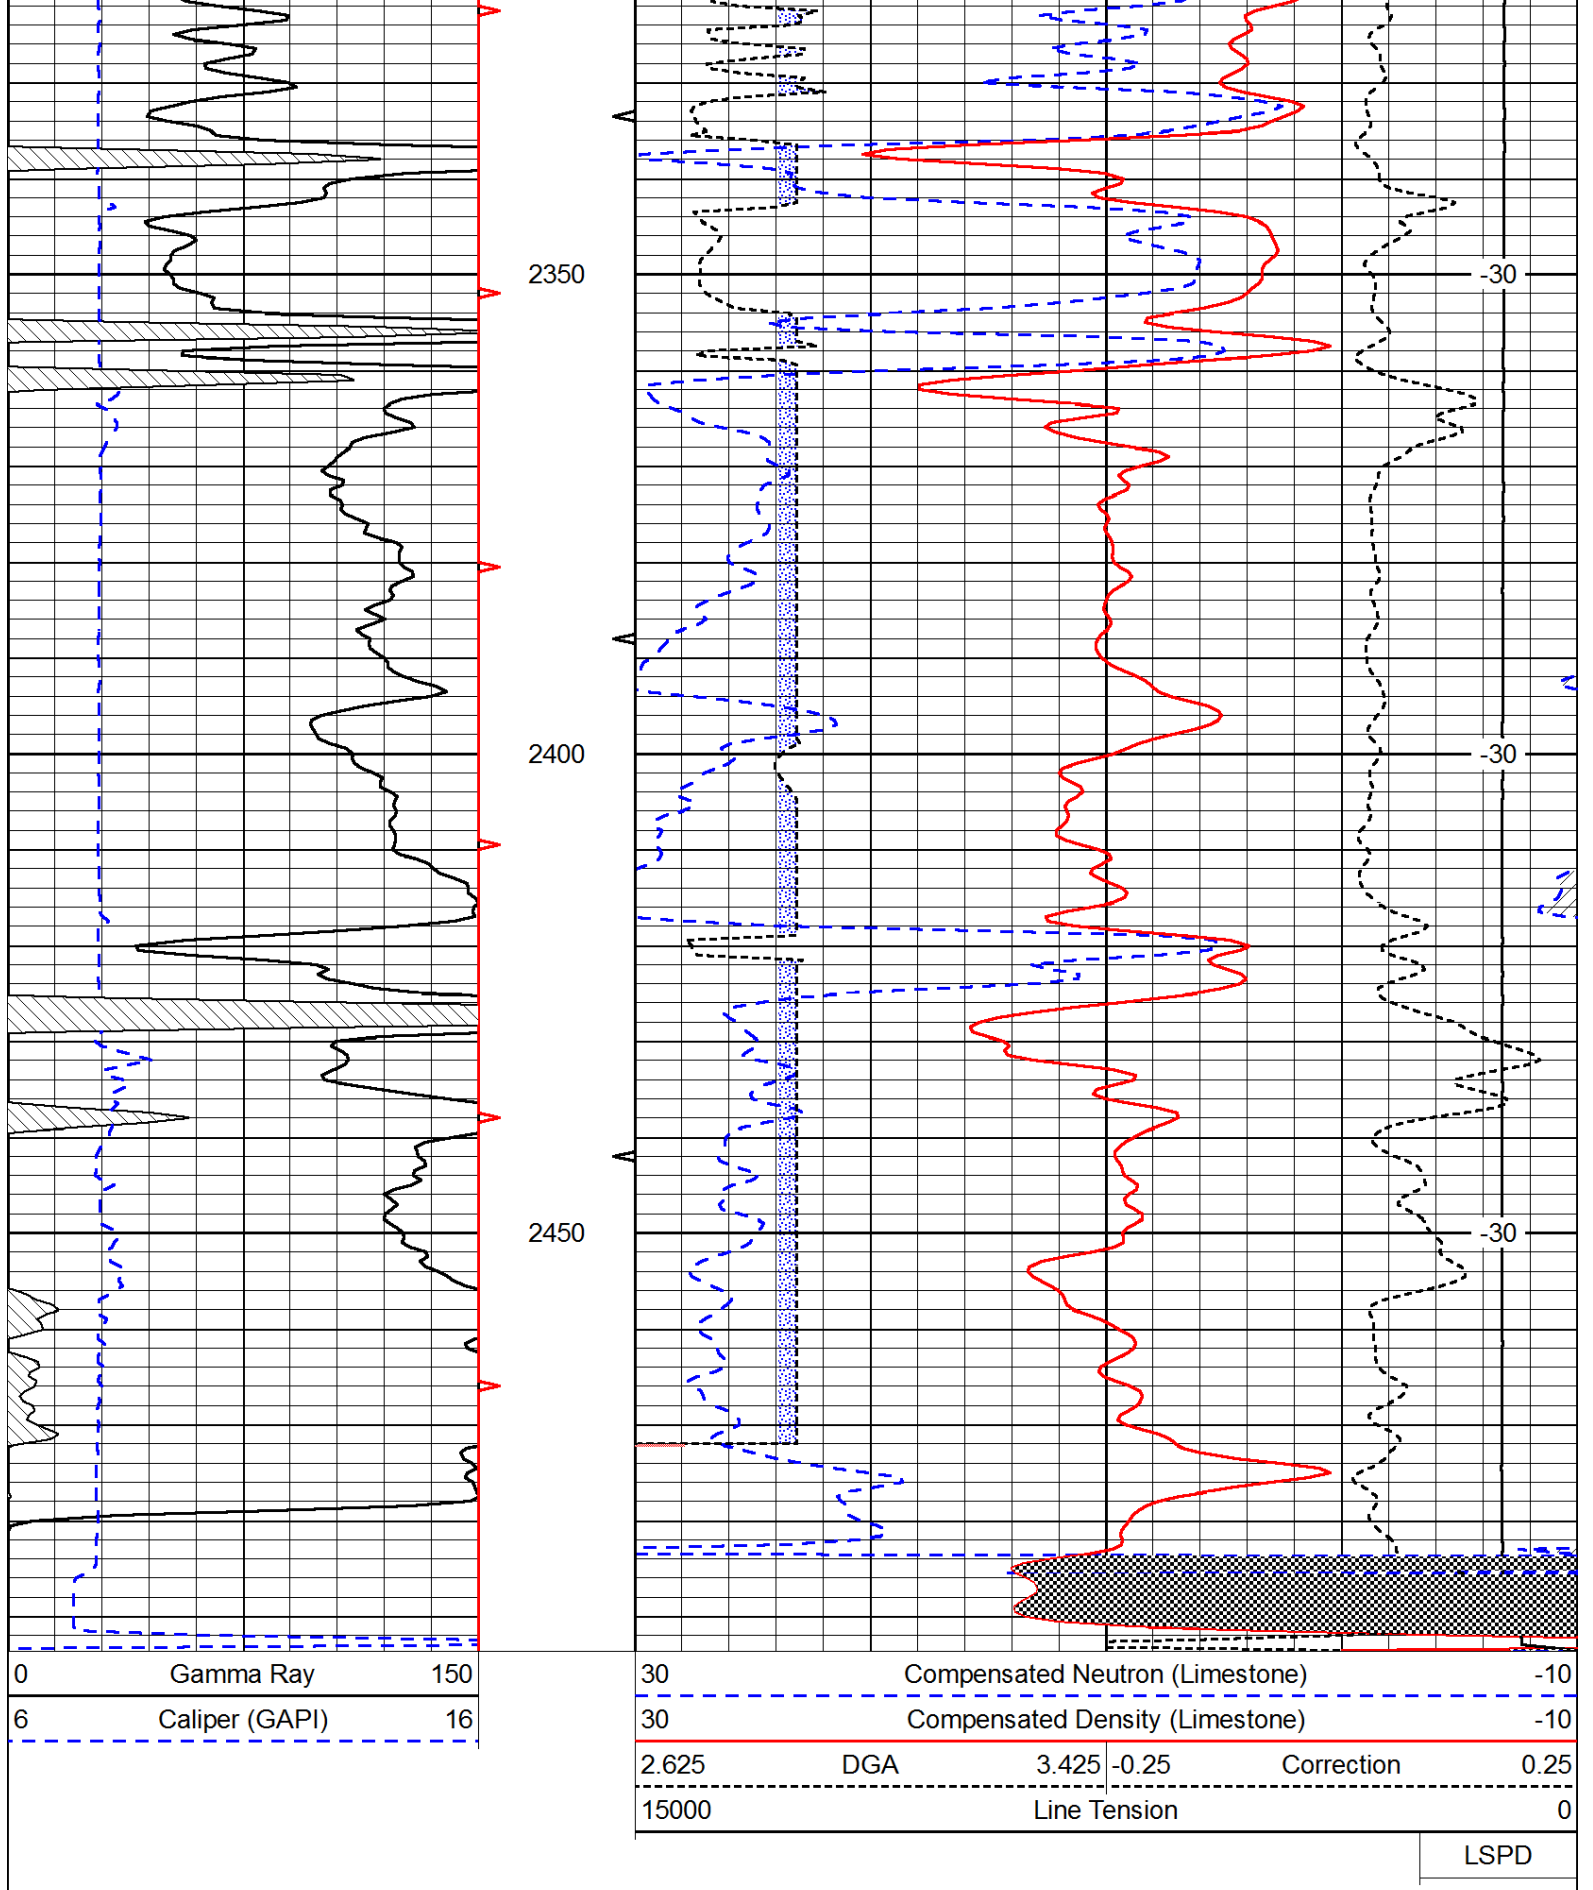 2350 -30
2400 -30
2450 -30
0 Gamma Ray 150 30 Compensated Neutron (Limestone) -10
6 Caliper (GAPI) 16 30 Compensated Density (Limestone) -10
2.625 DGA 3.425 -0.25 Correction 0.25
15000 Line Tension 0
LSPD